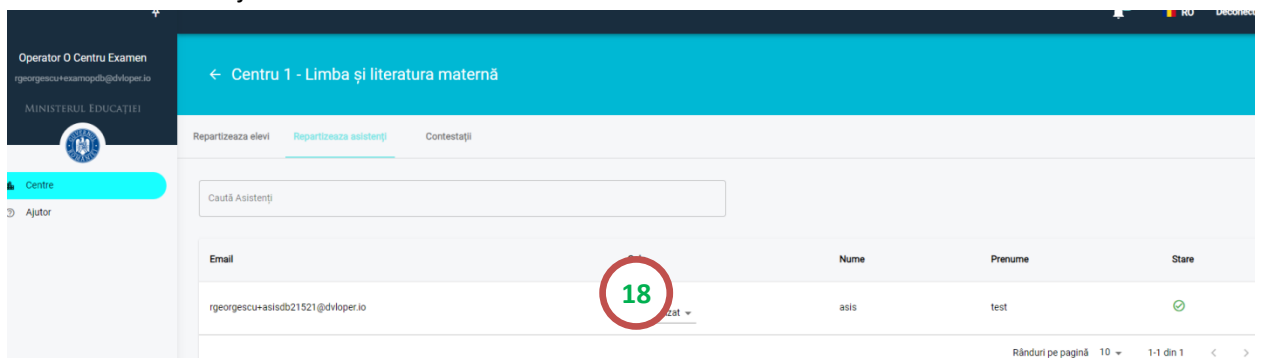 RO Deconect
Operator O Centru Examen
rgeorgescu+examopdb@dvloper.io
MINISTERUL EDUCAȚIEI
← Centru 1 - Limba și literatura maternă
Repartizeaza elevi Repartizeaza asistenți Contestații
Centre
Ajutor
Caută Asistenți
Email Nume Prenume Stare
rgeorgescu+asisdb21521@dvloper.io 18 zat asis test
Rânduri pe pagină 10 1-1 din 1 < >